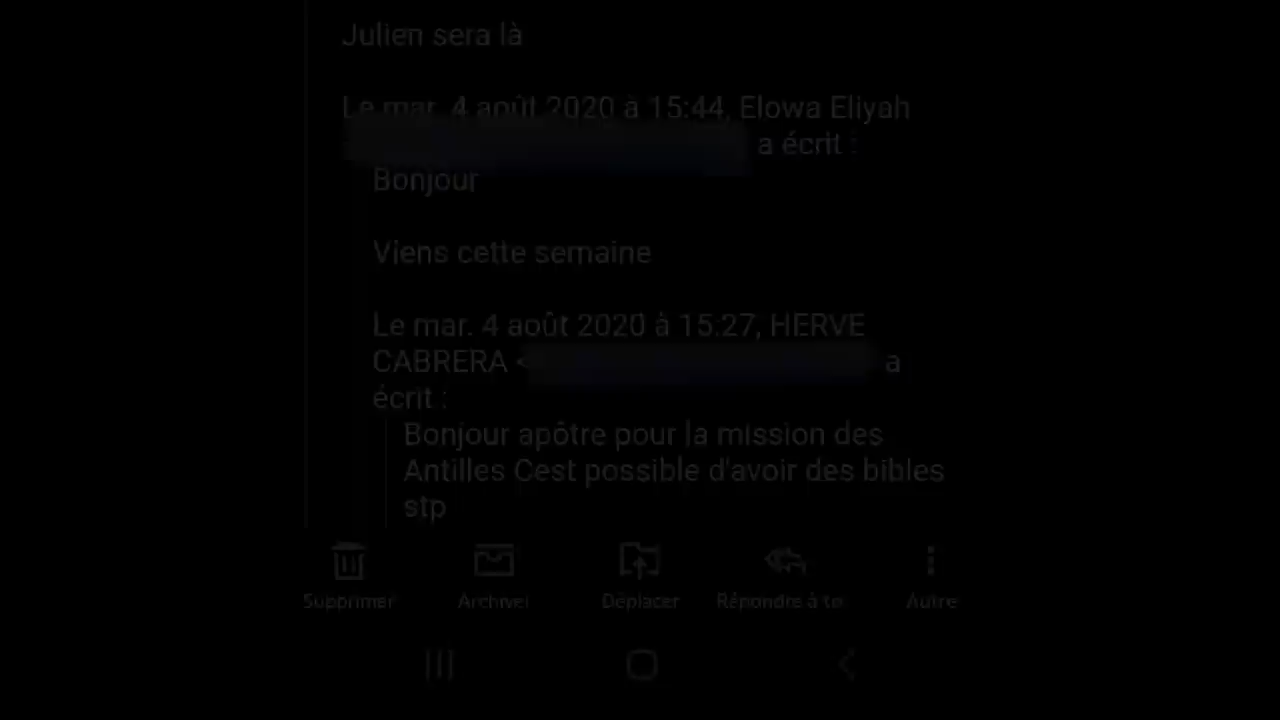 Julien sera là
Le mar. 4 août 2020 à 15:44, Elowa Eliyah
a écrit :
Bonjour
Viens cette semaine
Le mar. 4 août 2020 à 15:27, HERVE
CABRERA < a
écrit :
Bonjour apôtre pour la mission des
Antilles Cest possible d'avoir des bibles
stp
Supprimer Archiver Déplacer Répondre à to Autre